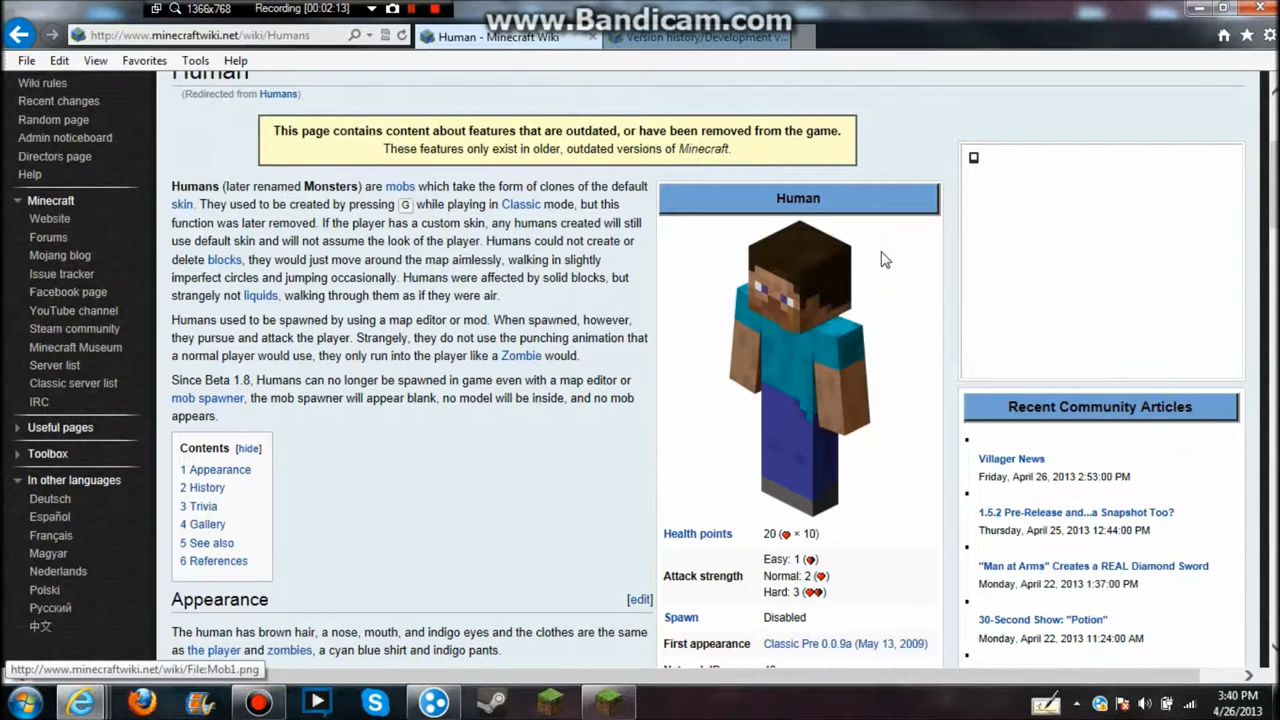 1366x768
Recording [00:02:13]
www.Bandicam.com
http://www.minecraftwiki.net/wiki/Humans
Human - Minecraft Wiki
Version history/Development v...
File Edit View Favorites Tools Help
Human
(Redirected from Humans)
Wiki rules
Recent changes
Random page
Admin noticeboard
Directors page
Help
Minecraft
Website
Forums
Mojang blog
Issue tracker
Facebook page
YouTube channel
Steam community
Minecraft Museum
Server list
Classic server list
IRC
Useful pages
Toolbox
In other languages
Deutsch
Español
Français
Magyar
Nederlands
Polski
Русский
中文
This page contains content about features that are outdated, or have been removed from the game.
These features only exist in older, outdated versions of Minecraft.
Humans (later renamed Monsters) are mobs which take the form of clones of the default
skin. They used to be created by pressing G while playing in Classic mode, but this
function was later removed. If the player has a custom skin, any humans created will still
use default skin and will not assume the look of the player. Humans could not create or
delete blocks, they would just move around the map aimlessly, walking in slightly
imperfect circles and jumping occasionally. Humans were affected by solid blocks, but
strangely not liquids, walking through them as if they were air.
Humans used to be spawned by using a map editor or mod. When spawned, however,
they pursue and attack the player. Strangely, they do not use the punching animation that
a normal player would use, they only run into the player like a Zombie would.
Since Beta 1.8, Humans can no longer be spawned in game even with a map editor or
mob spawner, the mob spawner will appear blank, no model will be inside, and no mob
appears.
Contents [hide]
1 Appearance
2 History
3 Trivia
4 Gallery
5 See also
6 References
Appearance
[edit]
The human has brown hair, a nose, mouth, and indigo eyes and the clothes are the same
as the player and zombies, a cyan blue shirt and indigo pants.
Human
Health points 20 ( × 10)
Attack strength
Easy: 1 ( )
Normal: 2 ( )
Hard: 3 ( )
Spawn Disabled
First appearance Classic Pre 0.0.9a (May 13, 2009)
Recent Community Articles
Villager News
Friday, April 26, 2013 2:53:00 PM
1.5.2 Pre-Release and...a Snapshot Too?
Thursday, April 25, 2013 12:44:00 PM
"Man at Arms" Creates a REAL Diamond Sword
Monday, April 22, 2013 1:37:00 PM
30-Second Show: "Potion"
Monday, April 22, 2013 11:24:00 AM
http://www.minecraftwiki.net/wiki/File:Mob1.png
3:40 PM
4/26/2013